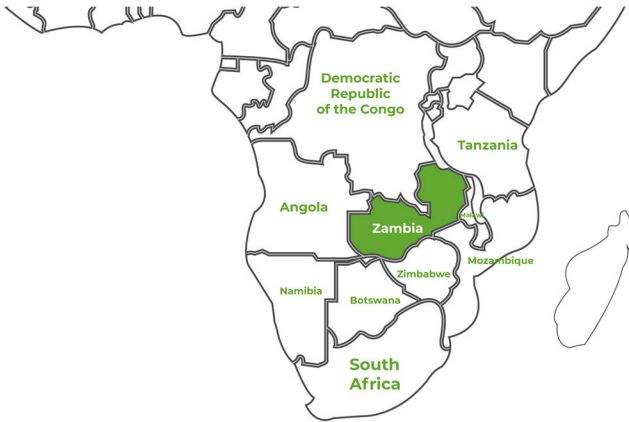 Democratic
Republic
of the Congo
Tanzania
Angola
Malawi
Zambia
Mozambique
Zimbabwe
Namibia
Botswana
South
Africa